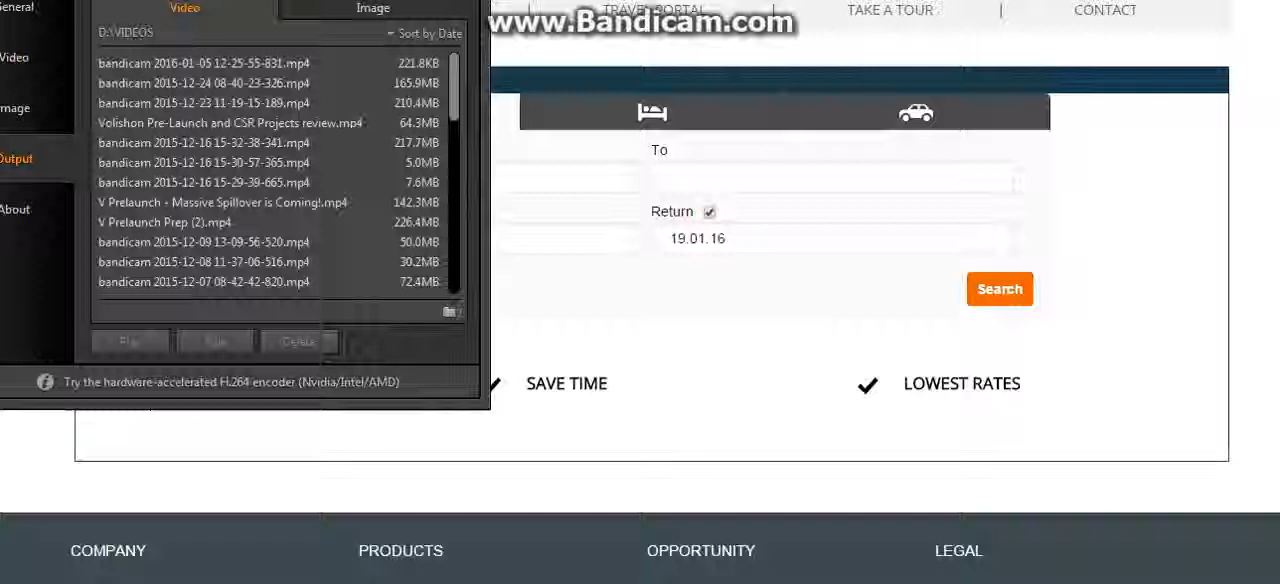 General
Video
Image
Output
About
Video
Image
D:\VIDEOS
Sort by Date
bandicam 2016-01-05 12-25-55-831.mp4 221.8KB
bandicam 2015-12-24 08-40-23-326.mp4 165.9MB
bandicam 2015-12-23 11-19-15-189.mp4 210.4MB
Volishon Pre-Launch and CSR Projects review.mp4 64.3MB
bandicam 2015-12-16 15-32-38-341.mp4 217.7MB
bandicam 2015-12-16 15-30-57-365.mp4 5.0MB
bandicam 2015-12-16 15-29-39-665.mp4 7.6MB
V Prelaunch - Massive Spillover is Coming!.mp4 142.3MB
V Prelaunch Prep (2).mp4 226.4MB
bandicam 2015-12-09 13-09-56-520.mp4 50.0MB
bandicam 2015-12-08 11-37-06-516.mp4 30.2MB
bandicam 2015-12-07 08-42-42-820.mp4 72.4MB
Delete
Try the hardware-accelerated H.264 encoder (Nvidia/Intel/AMD)
www.Bandicam.com
TRAVEL PORTAL | TAKE A TOUR | CONTACT
To
Return
19.01.16
Search
SAVE TIME
LOWEST RATES
COMPANY
PRODUCTS
OPPORTUNITY
LEGAL